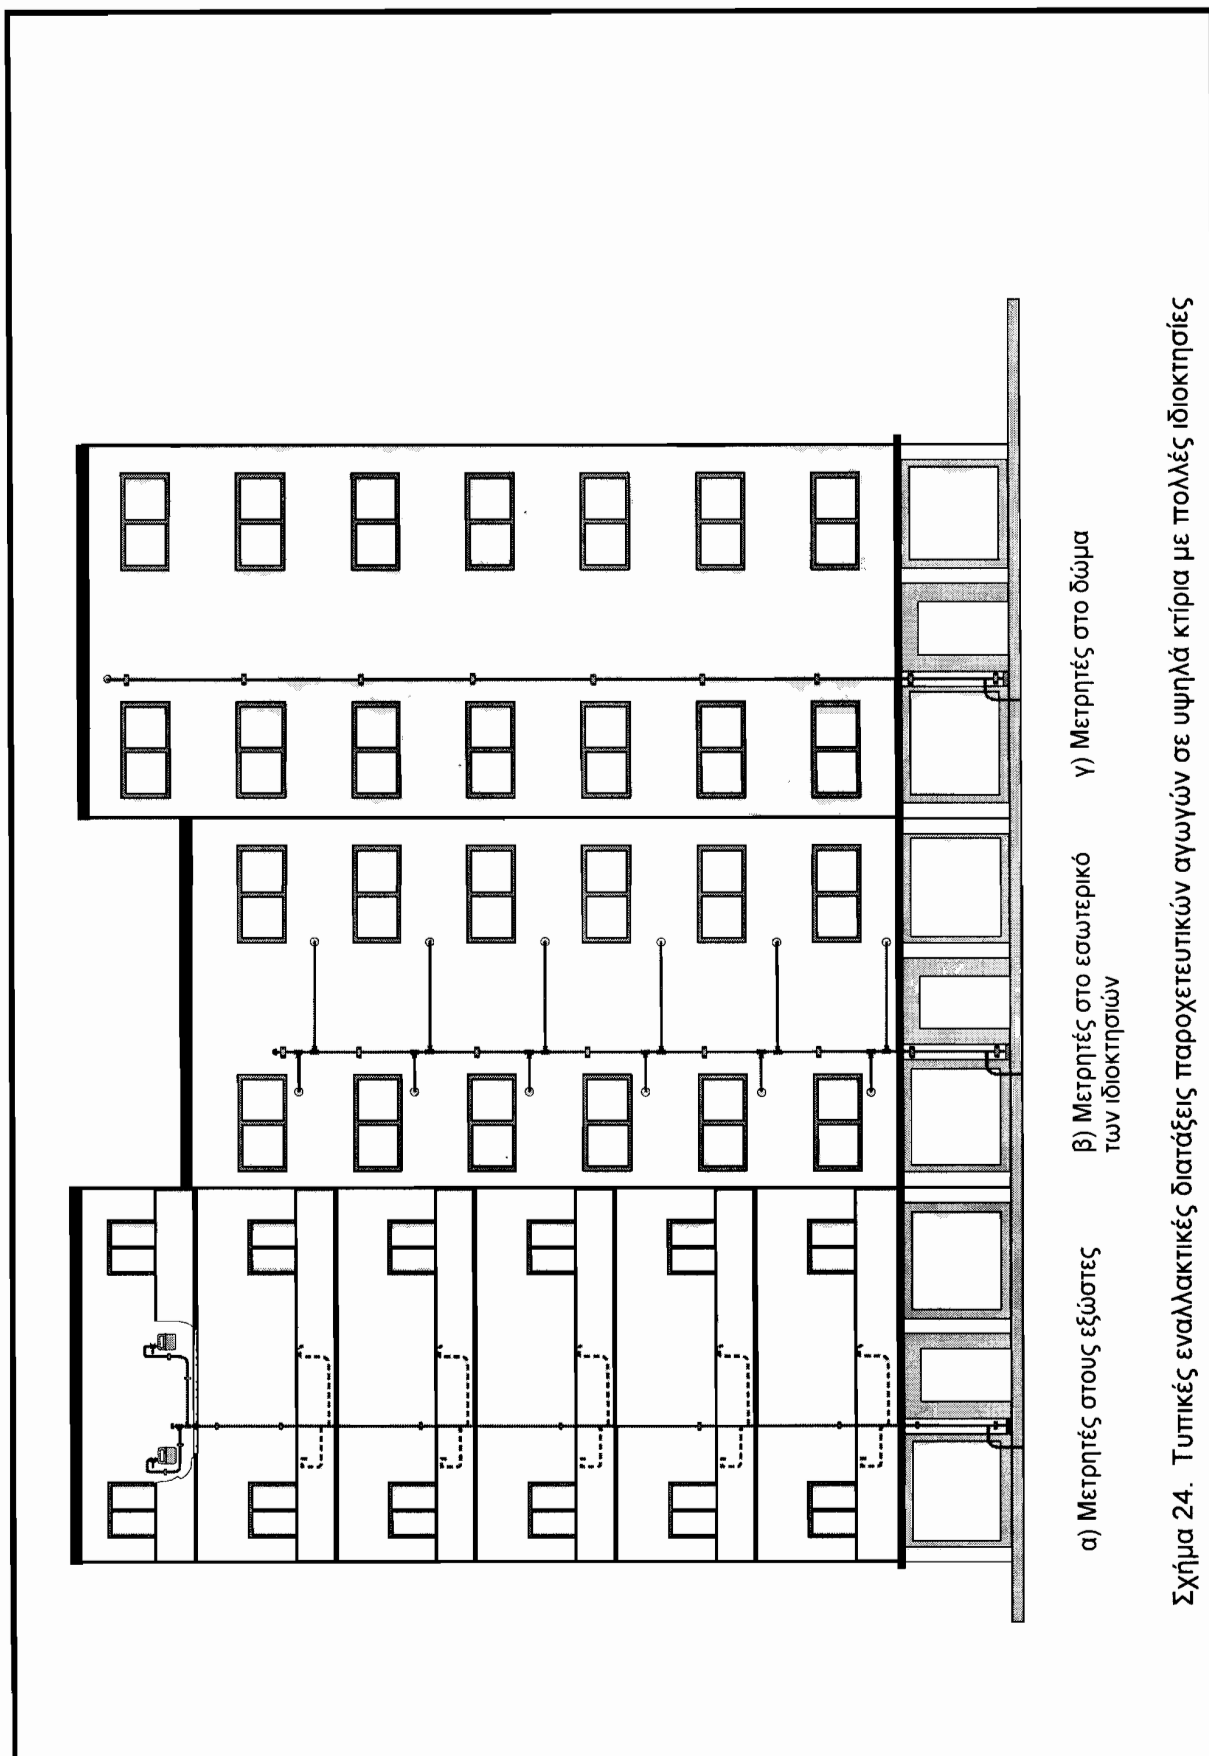 α) Μετρητές στους εξώστες
β) Μετρητές στο εσωτερικό
των ιδιοκτησιών
γ) Μετρητές στο δώμα
Σχήμα 24. Τυπικές εναλλακτικές διατάξεις παροχετευτικών αγωγών σε υψηλά κτίρια με πολλές ιδιοκτησίες